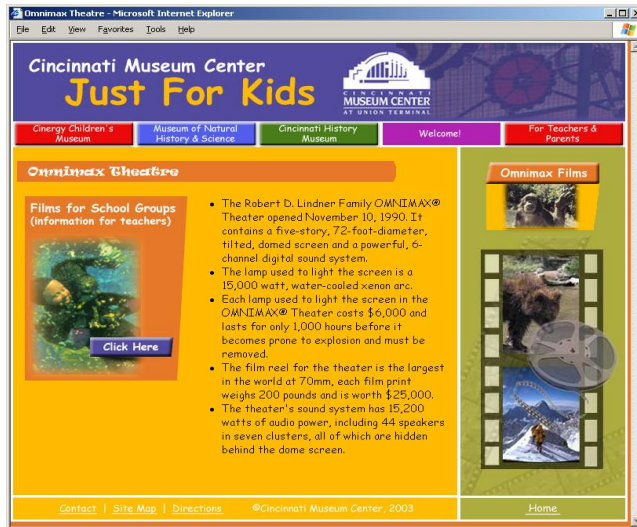 Omnimax Theatre - Microsoft Internet Explorer
File Edit View Favorites Tools Help
Cincinnati Museum Center
Just For Kids
CINCINNATI
MUSEUM CENTER
AT UNION TERMINAL
Cinergy Children's
Museum
Museum of Natural
History & Science
Cincinnati History
Museum
Welcome!
For Teachers &
Parents
Omnimax Theatre
Films for School Groups
(information for teachers)
Click Here
• The Robert D. Lindner Family OMNIMAX®
Theater opened November 10, 1990. It
contains a five-story, 72-foot-diameter,
tilted, domed screen and a powerful, 6-
channel digital sound system.
• The lamp used to light the screen is a
15,000 watt, water-cooled xenon arc.
• Each lamp used to light the screen in the
OMNIMAX® Theater costs $6,000 and
lasts for only 1,000 hours before it
becomes prone to explosion and must be
removed.
• The film reel for the theater is the largest
in the world at 70mm, each film print
weighs 200 pounds and is worth $25,000.
• The theater's sound system has 15,200
watts of audio power, including 44 speakers
in seven clusters, all of which are hidden
behind the dome screen.
Omnimax Films
Contact | Site Map | Directions ©Cincinnati Museum Center, 2003
Home